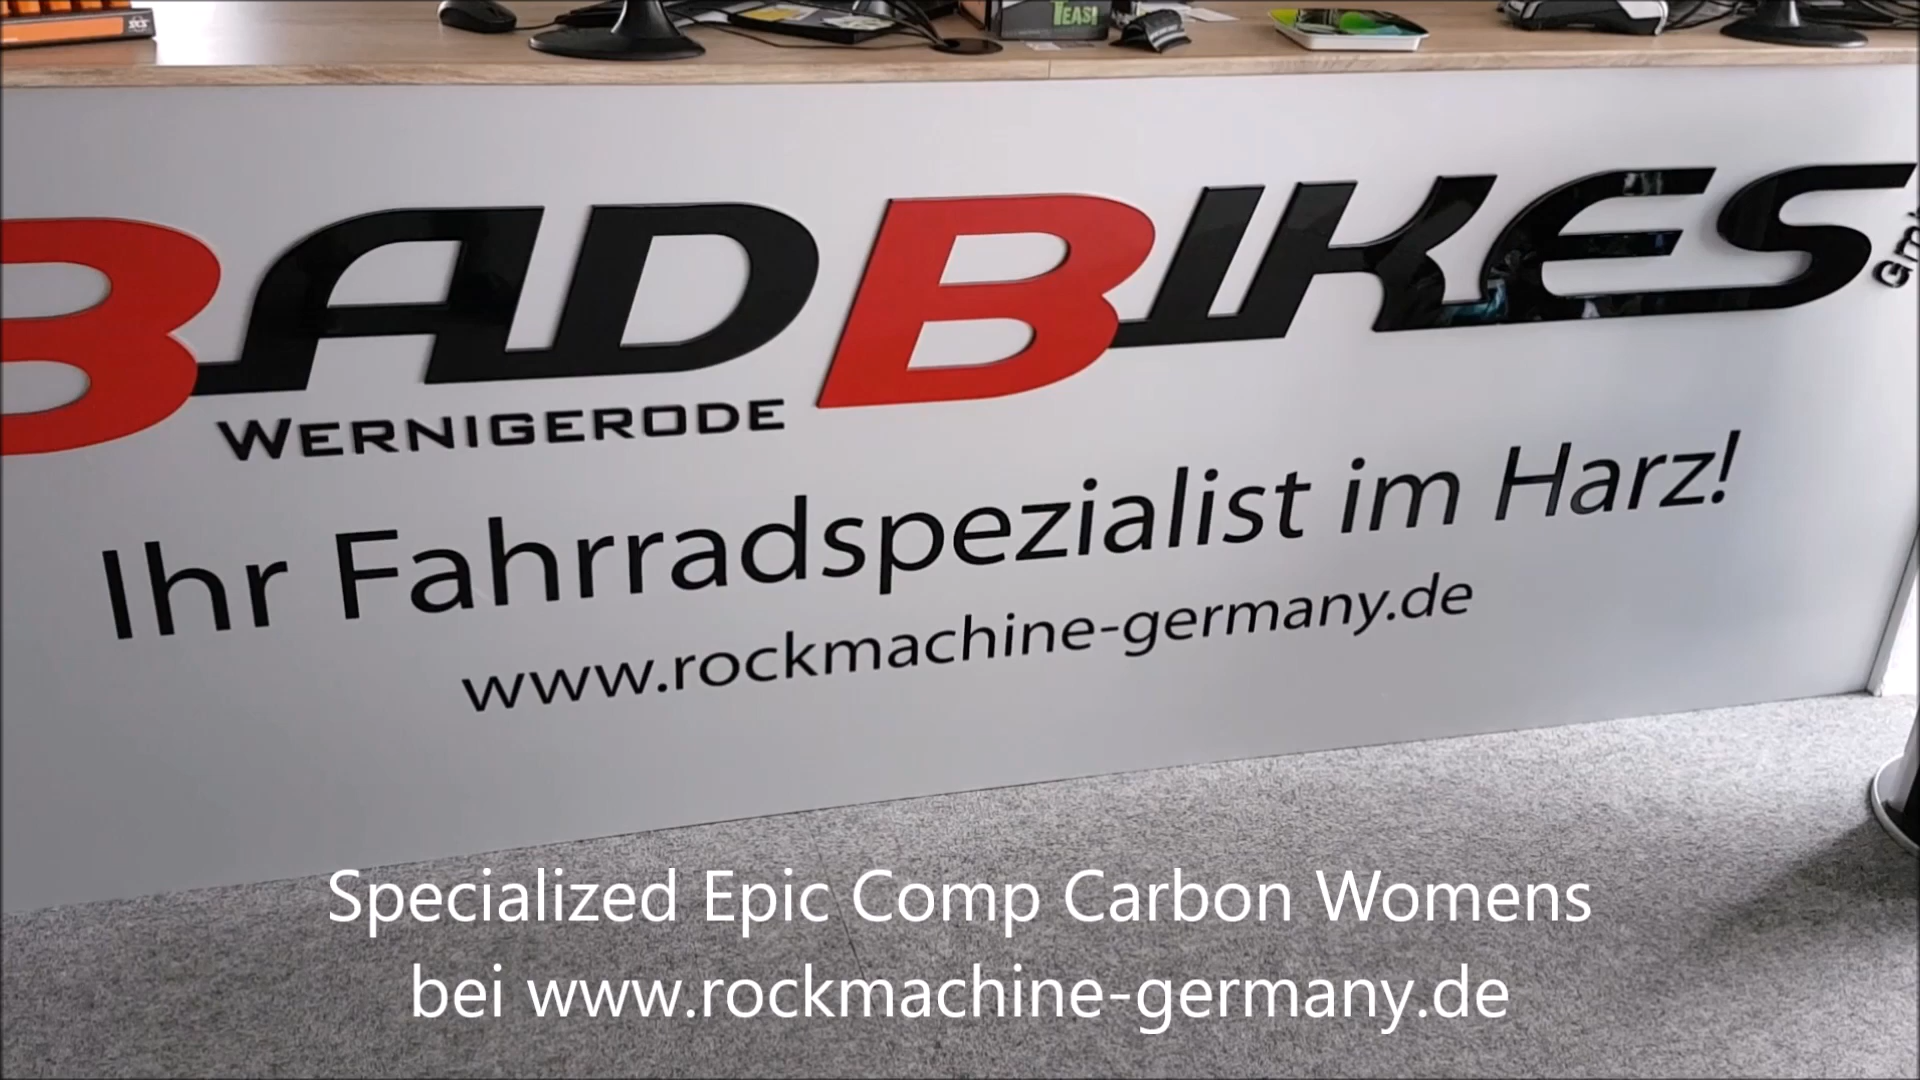 TEASI
BADBIKES
WERNIGERODE
Ihr Fahrradspezialist im Harz!
www.rockmachine-germany.de
Specialized Epic Comp Carbon Womens
bei www.rockmachine-germany.de